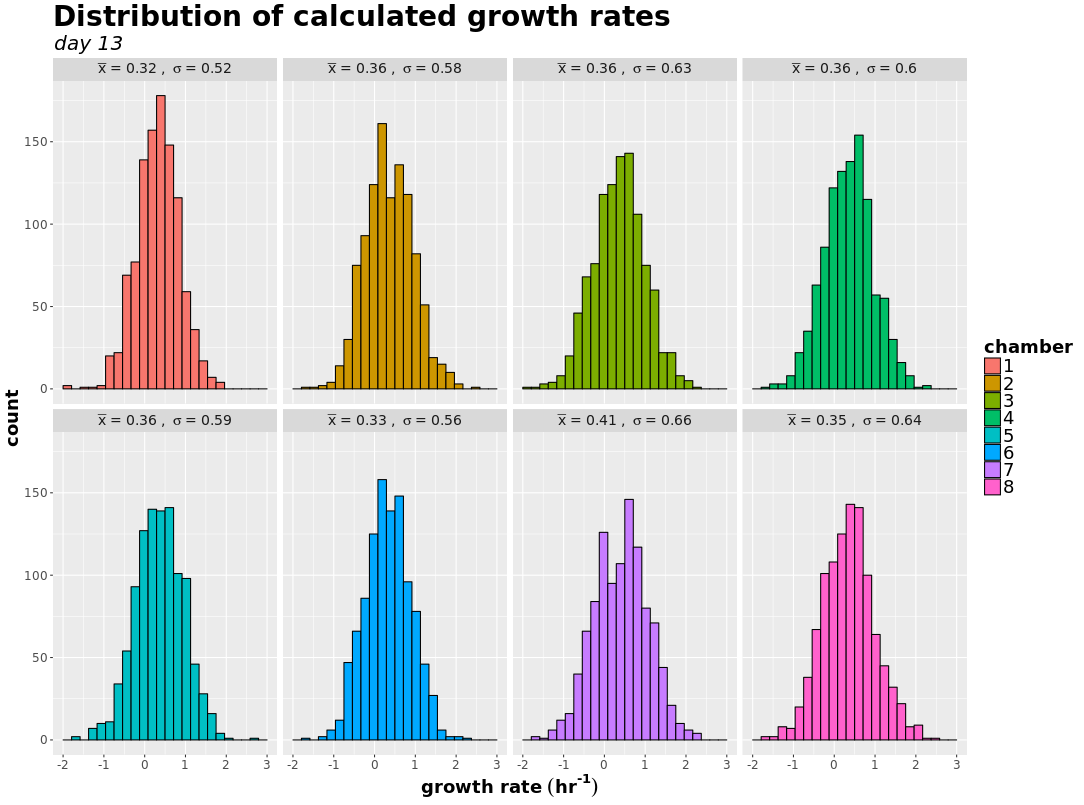 Distribution of calculated growth rates
day 13
x̅ = 0.32 , σ = 0.52
x̅ = 0.36 , σ = 0.58
x̅ = 0.36 , σ = 0.63
x̅ = 0.36 , σ = 0.6
150
100
50
0
x̅ = 0.36 , σ = 0.59
x̅ = 0.33 , σ = 0.56
x̅ = 0.41 , σ = 0.66
x̅ = 0.35 , σ = 0.64
150
100
50
0
-2 -1 0 1 2 3
-2 -1 0 1 2 3
-2 -1 0 1 2 3
-2 -1 0 1 2 3
count
growth rate (hr⁻¹)
chamber
1
2
3
4
5
6
7
8